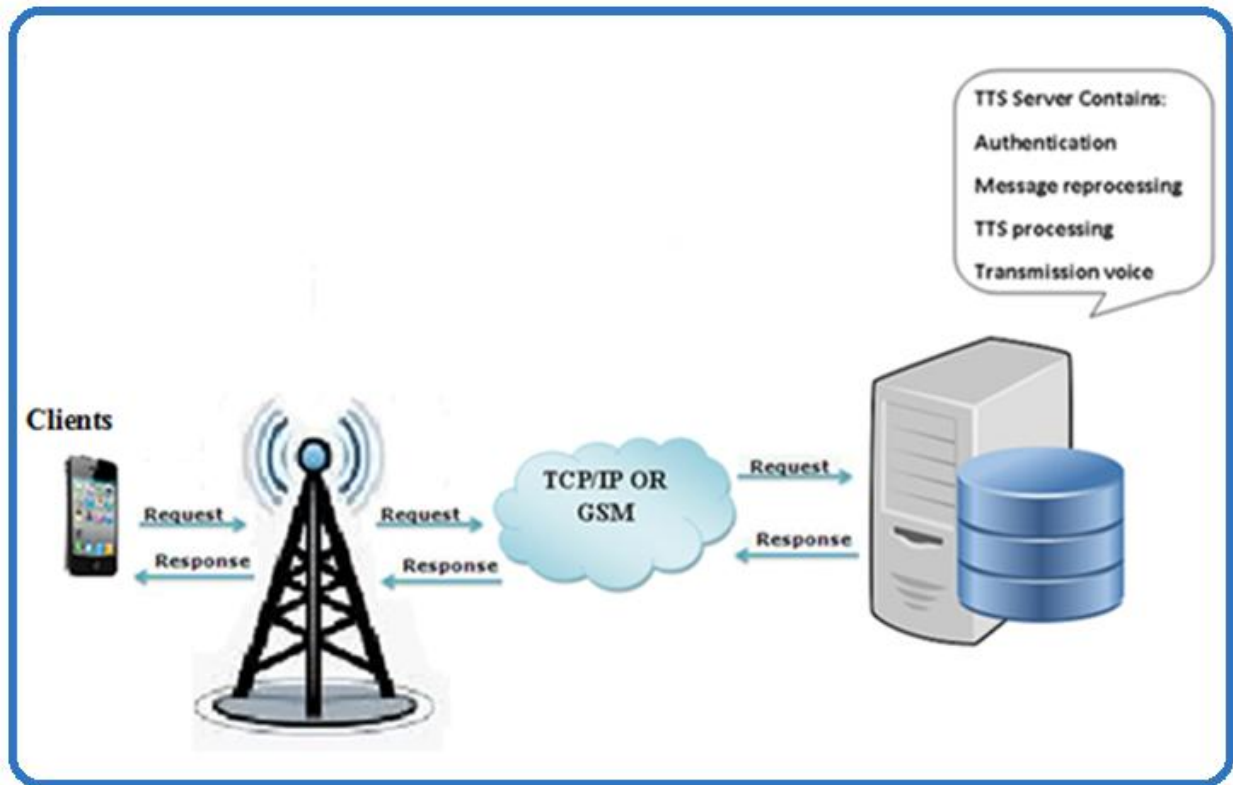 TTS Server Contains:
Authentication
Message reprocessing
TTS processing
Transmission voice
Clients
Request
Response
Request
Response
TCP/IP OR
GSM
Request
Response